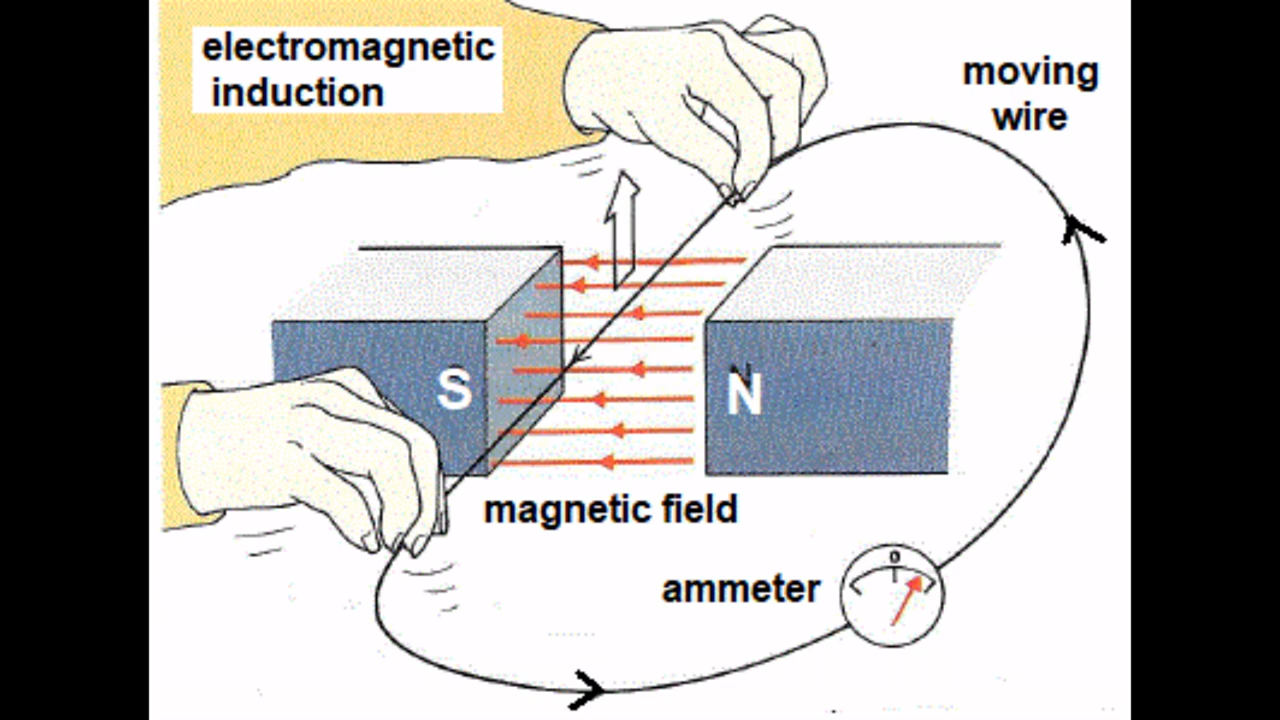 electromagnetic
induction
moving
wire
S
N
magnetic field
ammeter
0